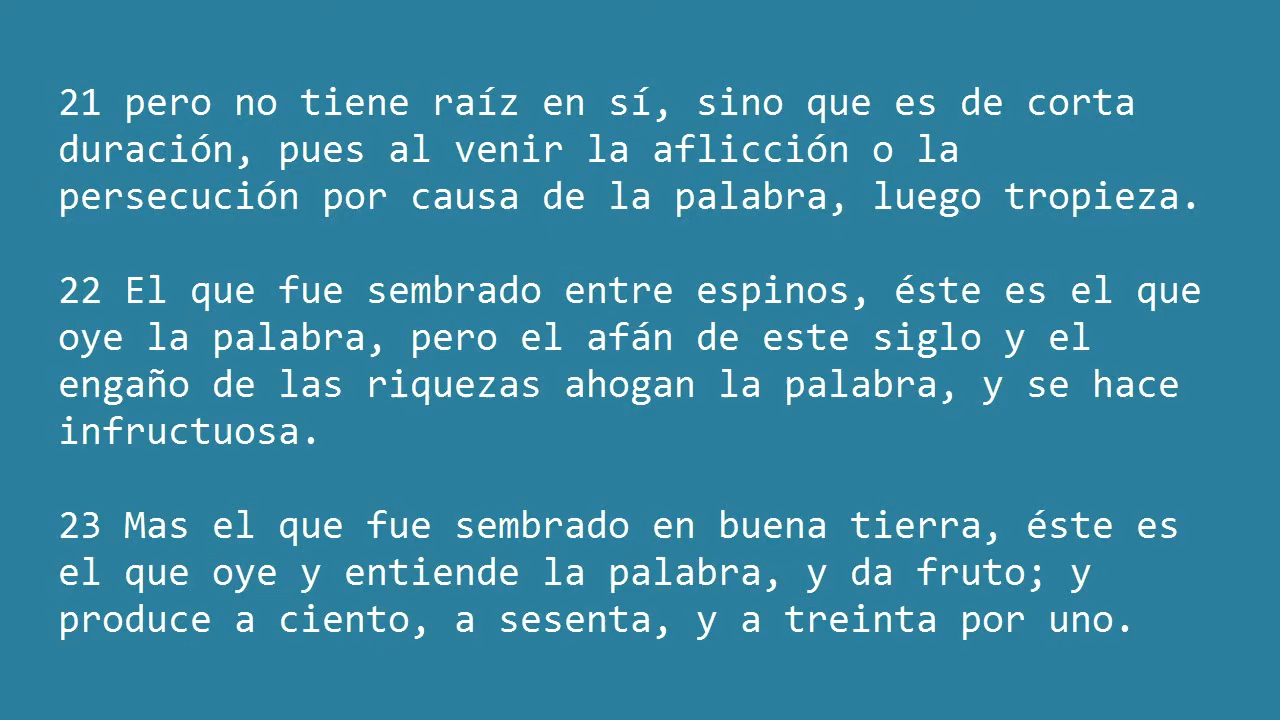 21 pero no tiene raíz en sí, sino que es de corta
duración, pues al venir la aflicción o la
persecución por causa de la palabra, luego tropieza.
22 El que fue sembrado entre espinos, éste es el que
oye la palabra, pero el afán de este siglo y el
engaño de las riquezas ahogan la palabra, y se hace
infructuosa.
23 Mas el que fue sembrado en buena tierra, éste es
el que oye y entiende la palabra, y da fruto; y
produce a ciento, a sesenta, y a treinta por uno.